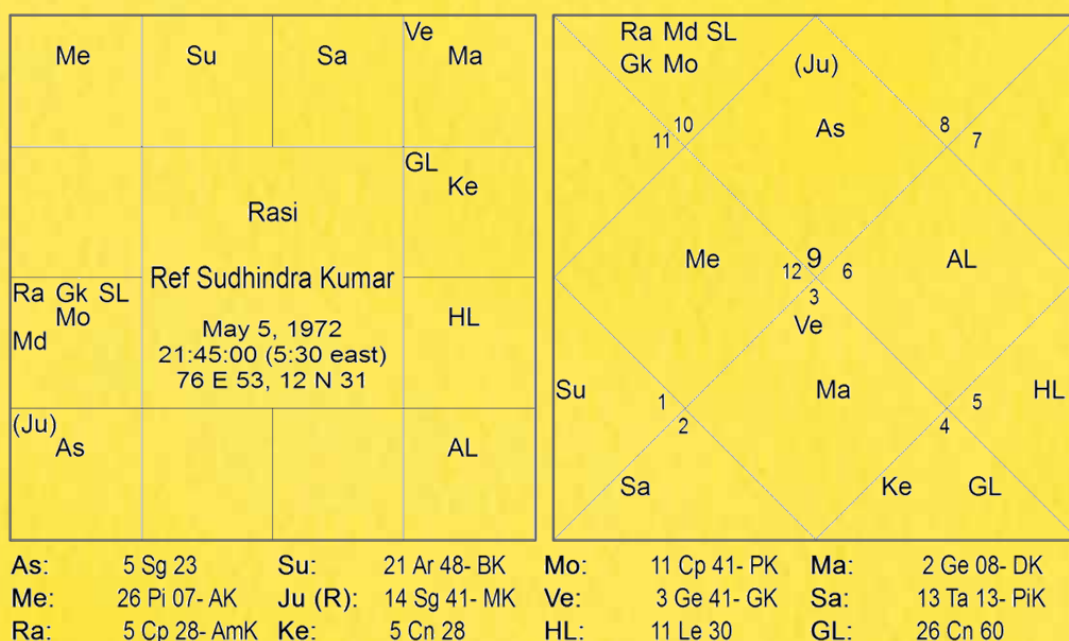 Me Su Sa Ve
Ma
GL
Ke
Rasi
Ref Sudhindra Kumar
May 5, 1972
21:45:00 (5:30 east)
76 E 53, 12 N 31
Ra Gk SL
Mo
Md
HL
(Ju)
As
AL
Ra Md SL
Gk Mo
(Ju)
As
10
11
8
7
Me
12
9
6
AL
3
Ve
Su
1
2
Ma
5
4
HL
Sa
Ke GL
As: 5 Sg 23 Su: 21 Ar 48- BK Mo: 11 Cp 41- PK Ma: 2 Ge 08- DK
Me: 26 Pi 07- AK Ju (R): 14 Sg 41- MK Ve: 3 Ge 41- GK Sa: 13 Ta 13- PiK
Ra: 5 Cp 28- AmK Ke: 5 Cn 28 HL: 11 Le 30 GL: 26 Cn 60